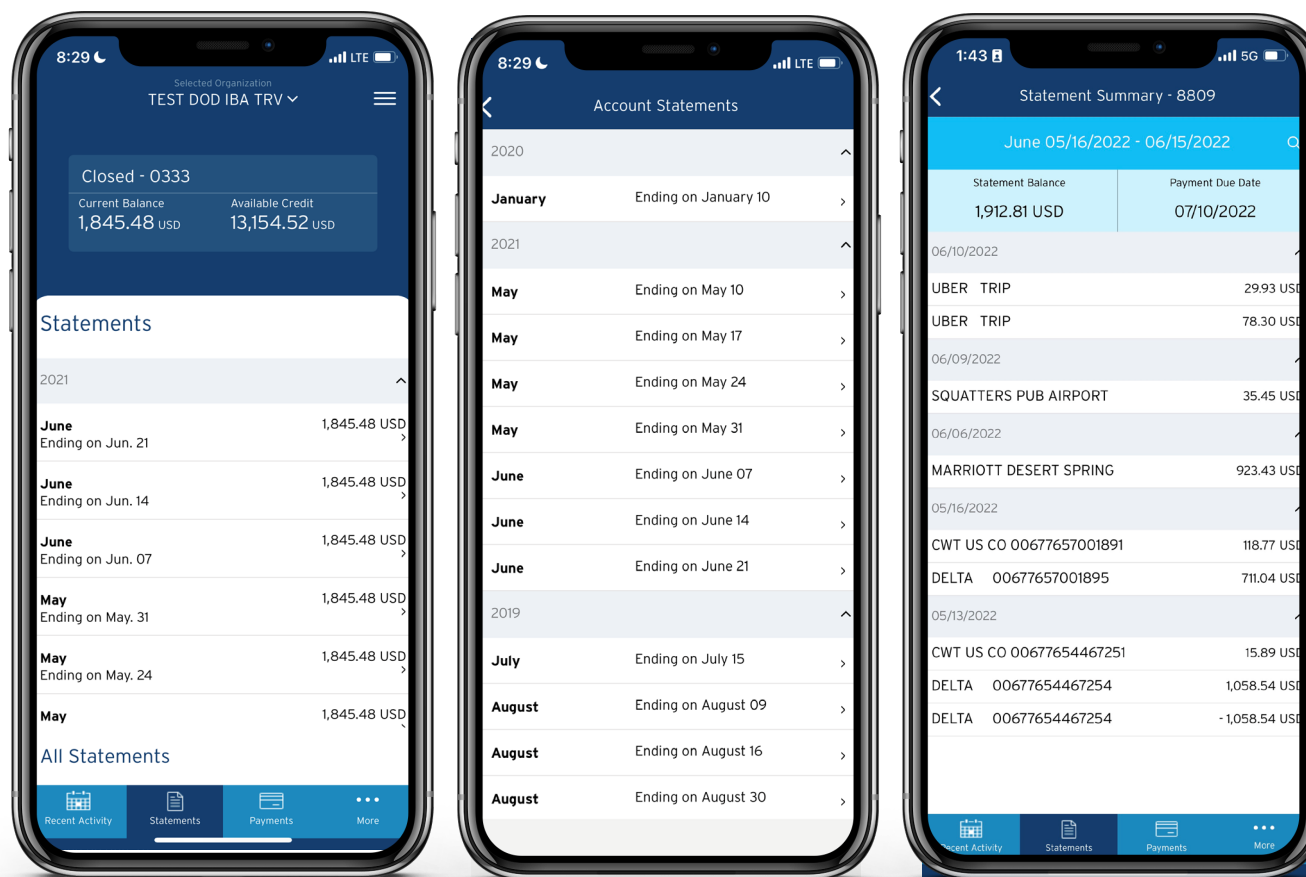 8:29
LTE
Selected Organization
TEST DOD IBA TRV
Closed - 0333
Current Balance Available Credit
1,845.48 USD 13,154.52 USD
Statements
2021
June 1,845.48 USD
Ending on Jun. 21
June 1,845.48 USD
Ending on Jun. 14
June 1,845.48 USD
Ending on Jun. 07
May 1,845.48 USD
Ending on May. 31
May 1,845.48 USD
Ending on May. 24
May 1,845.48 USD
All Statements
Recent Activity Statements Payments More
8:29
LTE
Account Statements
2020
January Ending on January 10
2021
May Ending on May 10
May Ending on May 17
May Ending on May 24
May Ending on May 31
June Ending on June 07
June Ending on June 14
June Ending on June 21
2019
July Ending on July 15
August Ending on August 09
August Ending on August 16
August Ending on August 30
1:43
5G
Statement Summary - 8809
June 05/16/2022 - 06/15/2022
Statement Balance Payment Due Date
1,912.81 USD 07/10/2022
06/10/2022
UBER TRIP 29.93 USD
UBER TRIP 78.30 USD
06/09/2022
SQUATTERS PUB AIRPORT 35.45 USD
06/06/2022
MARRIOTT DESERT SPRING 923.43 USD
05/16/2022
CWT US CO 00677657001891 118.77 USD
DELTA 00677657001895 711.04 USD
05/13/2022
CWT US CO 00677654467251 15.89 USD
DELTA 00677654467254 1,058.54 USD
DELTA 00677654467254 - 1,058.54 USD
Recent Activity Statements Payments More